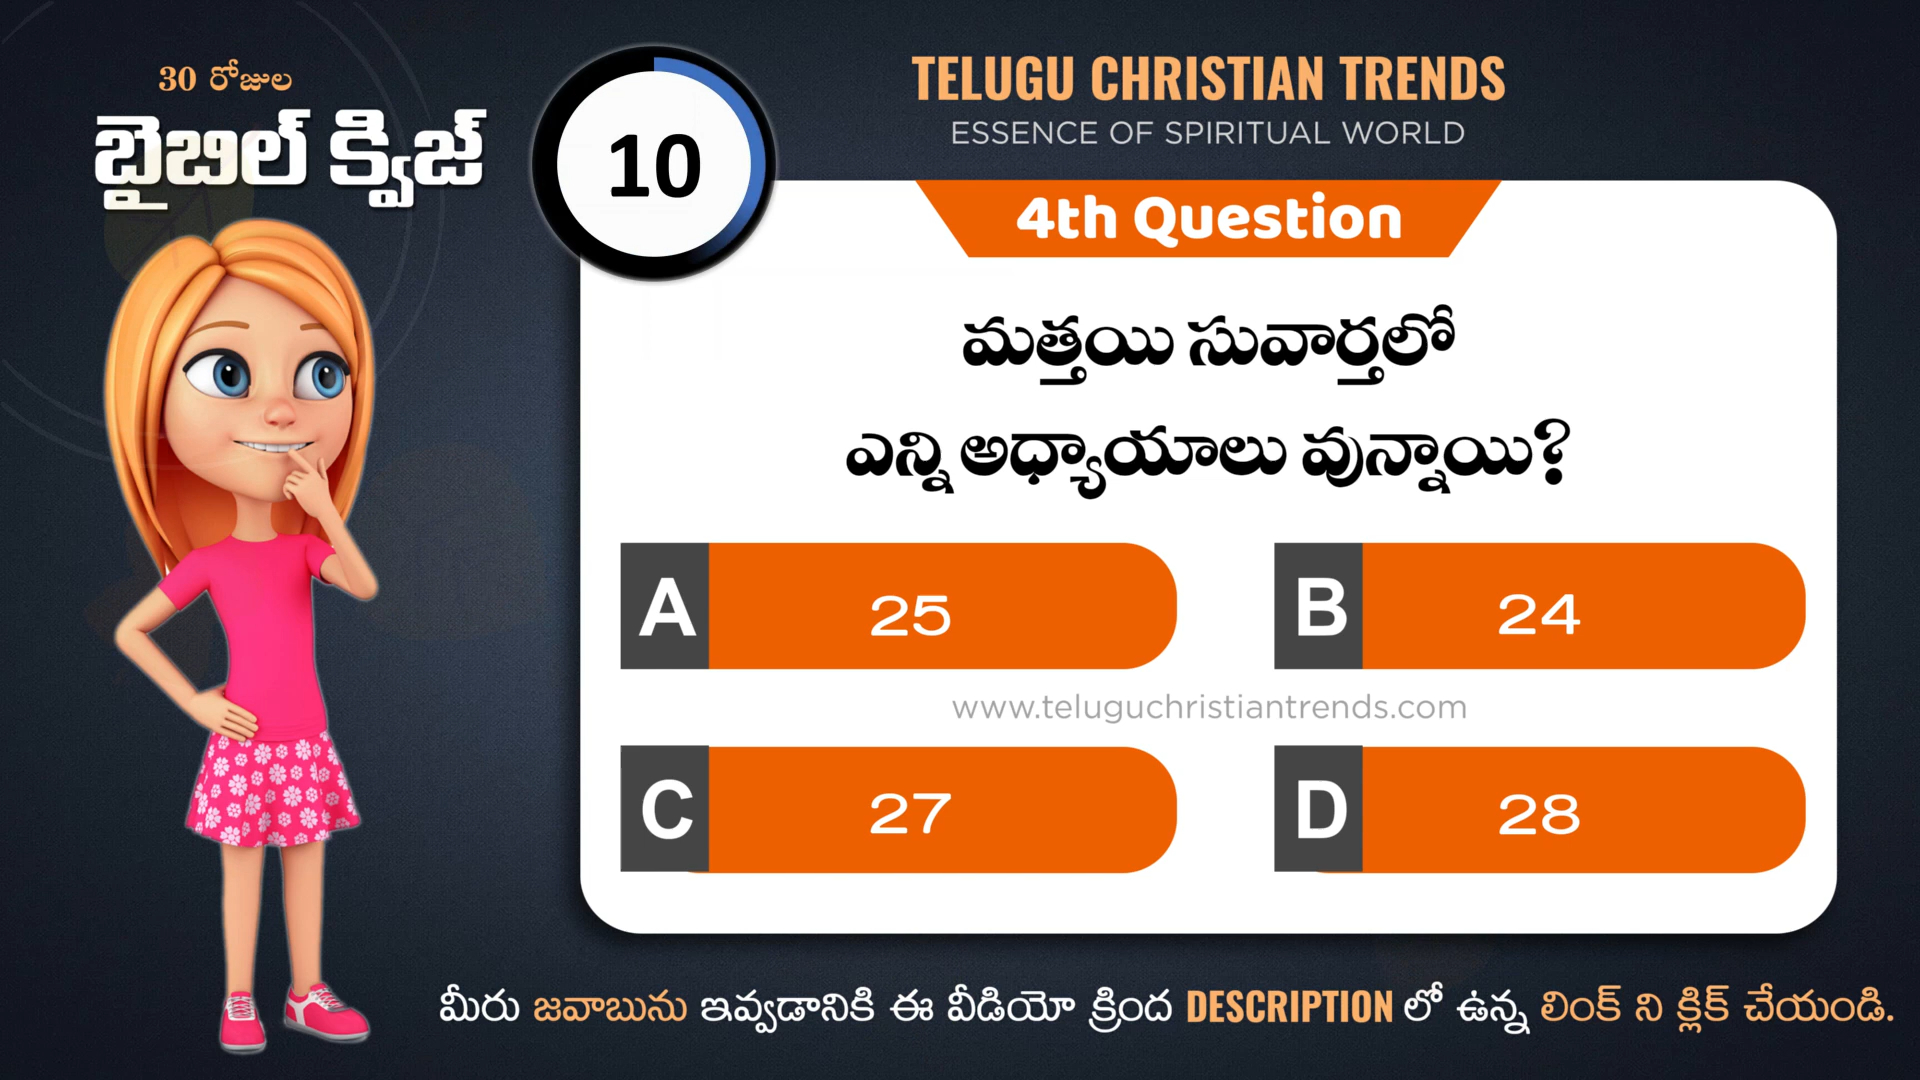 30 రోజుల
బైబిల్ క్విజ్
10
TELUGU CHRISTIAN TRENDS
ESSENCE OF SPIRITUAL WORLD
4th Question
మత్తయి సువార్తలో
ఎన్ని అధ్యాయాలు వున్నాయి?
A 25
B 24
www.teluguchristiantrends.com
C 27
D 28
మీరు జవాబును ఇవ్వడానికి ఈ వీడియో క్రింద DESCRIPTION లో ఉన్న లింక్ ని క్లిక్ చేయండి.